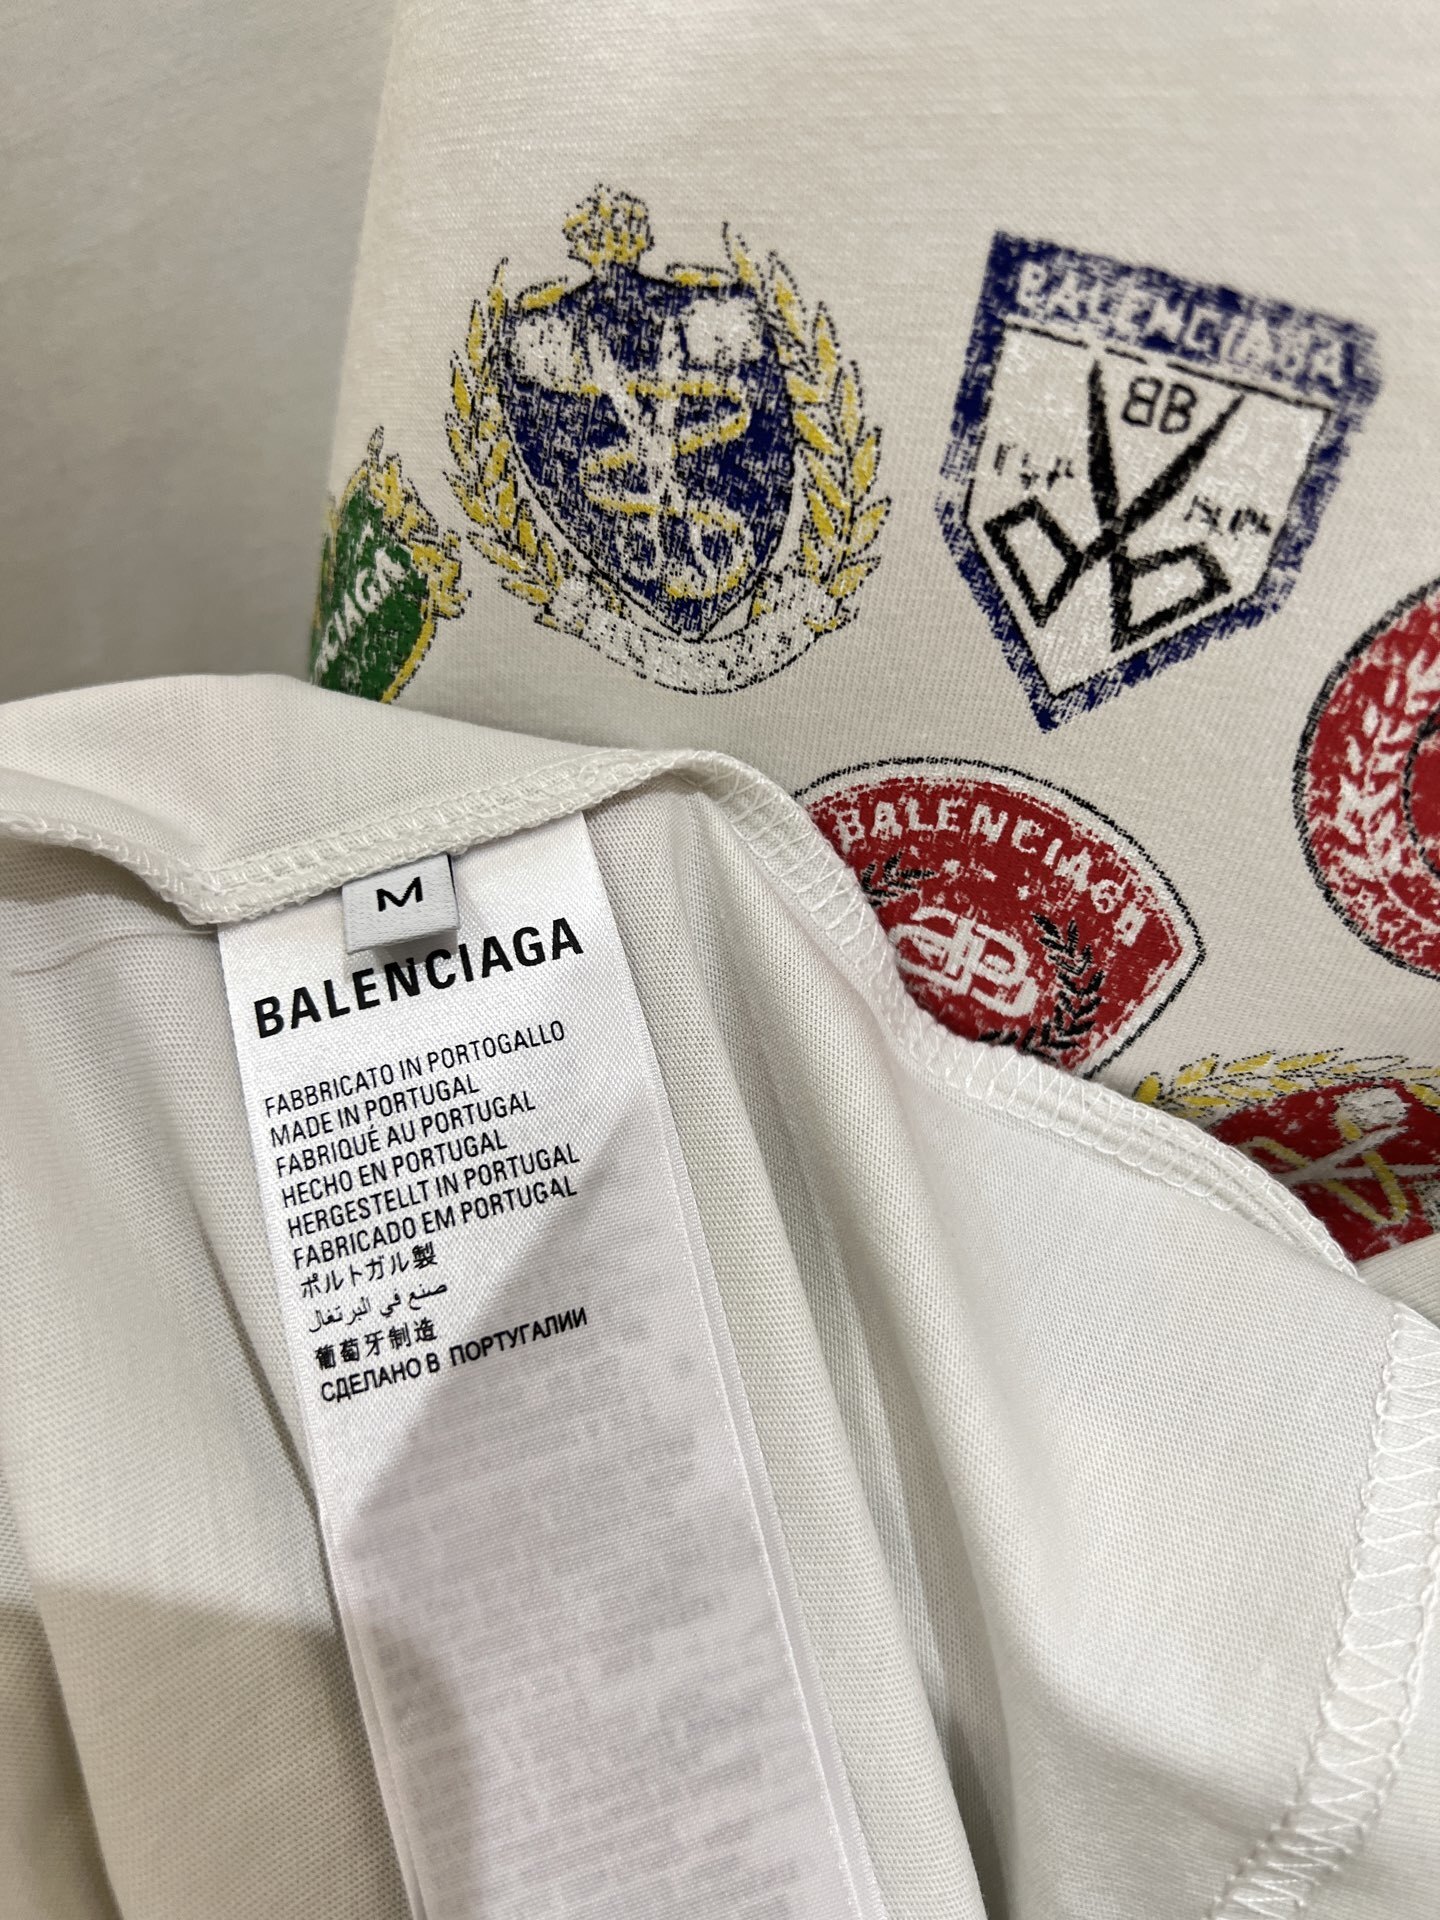 BALENCIAGA
BB
CIAGA
BALENCIAGA
M
BALENCIAGA
FABBRICATO IN PORTOGALLO
MADE IN PORTUGAL
FABRIQUÉ AU PORTUGAL
HECHO EN PORTUGAL
HERGESTELLT IN PORTUGAL
FABRICADO EM PORTUGAL
ポルトガル製
صنع في البرتغال
葡萄牙制造
СДЕЛАНО В ПОРТУГАЛИИ